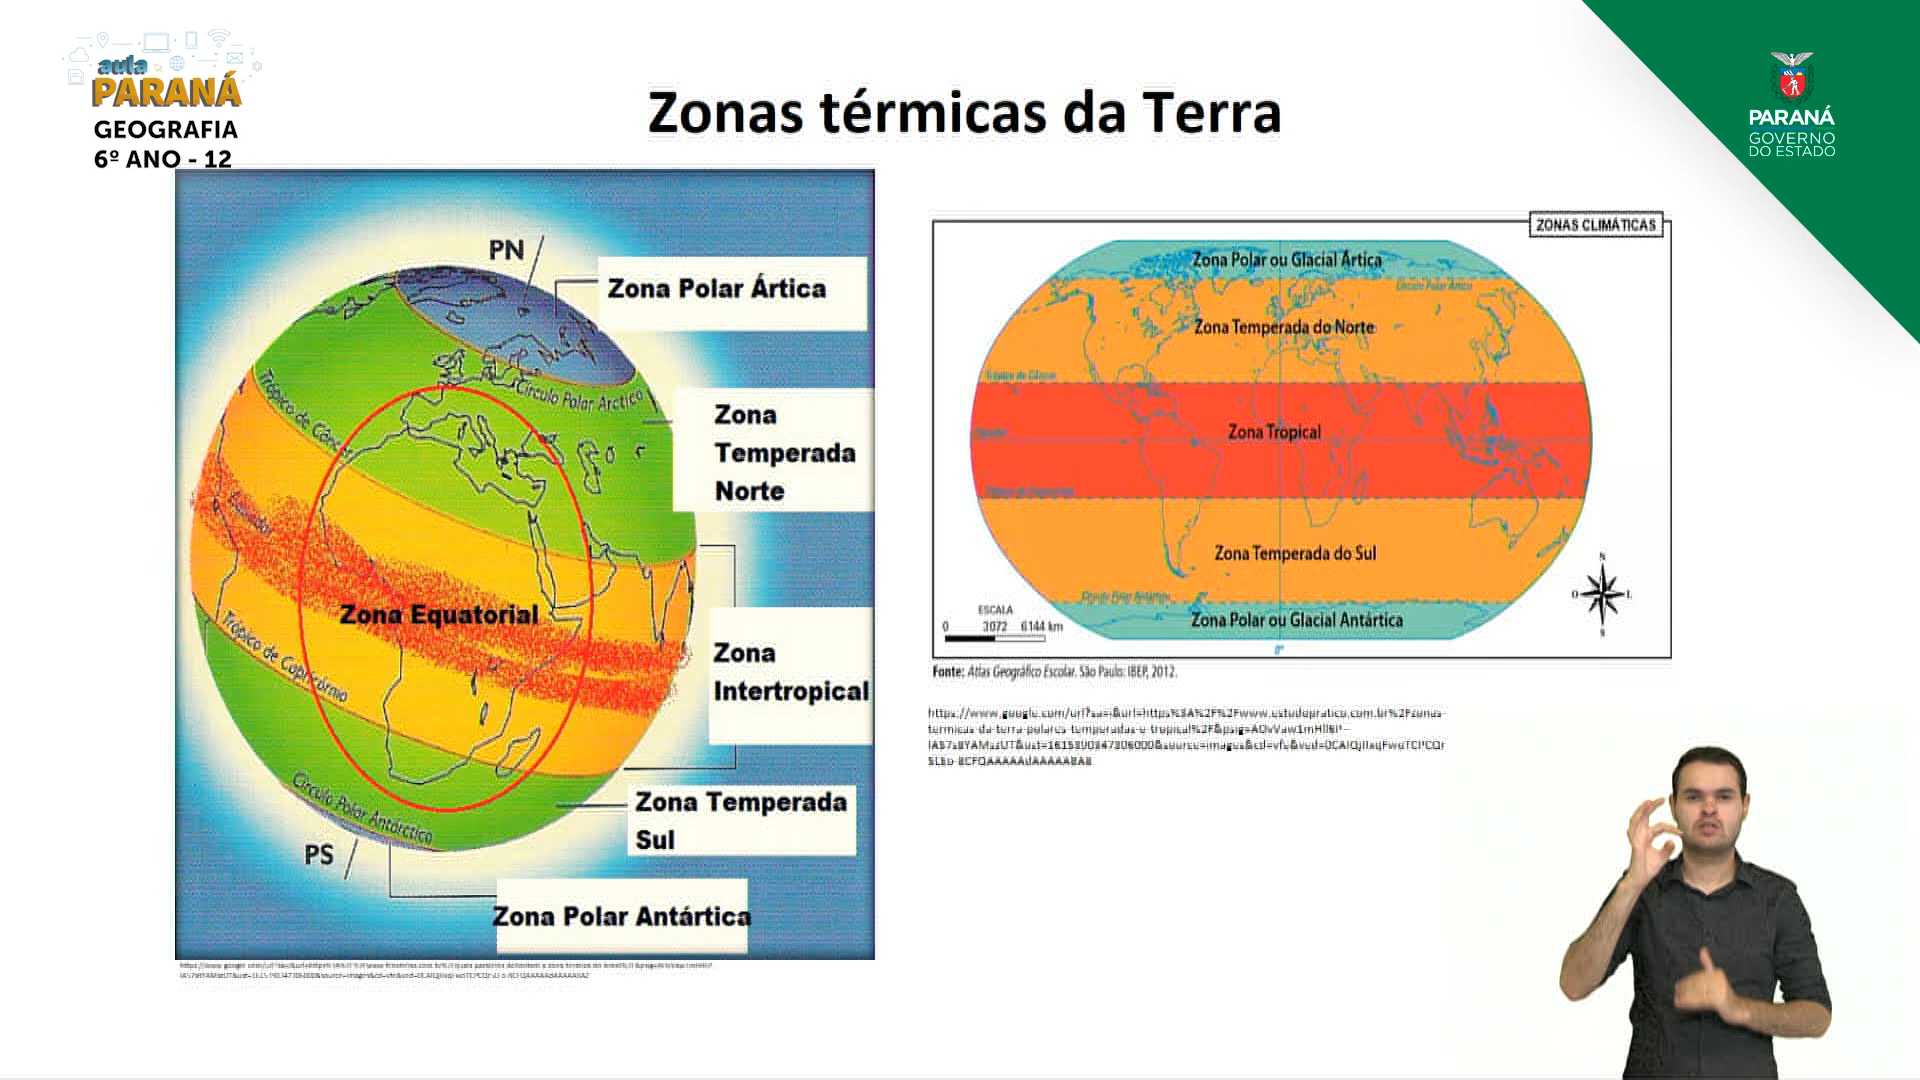 aula
PARANÁ
GEOGRAFIA
6º ANO - 12
Zonas térmicas da Terra
PARANÁ
GOVERNO
DO ESTADO
PN
Zona Polar Ártica
Círculo Polar Arctico
Trópico de Cânc
Zona
Temperada
Norte
Equador
Zona Equatorial
Trópico de Capricórnio
Zona
Intertropical
Círculo Polar Antárctico
Zona Temperada
Sul
PS
Zona Polar Antártica
ZONAS CLIMÁTICAS
Zona Polar ou Glacial Ártica
Círculo Polar Ártico
Zona Temperada do Norte
Trópico de Câncer
Zona Tropical
Equador
Trópico de Capricórnio
Zona Temperada do Sul
Círculo Polar Antártico
Zona Polar ou Glacial Antártica
ESCALA
0 3072 6144 km
0°
N
O L
S
Fonte: Atlas Geográfico Escolar. São Paulo: IBEP, 2012.